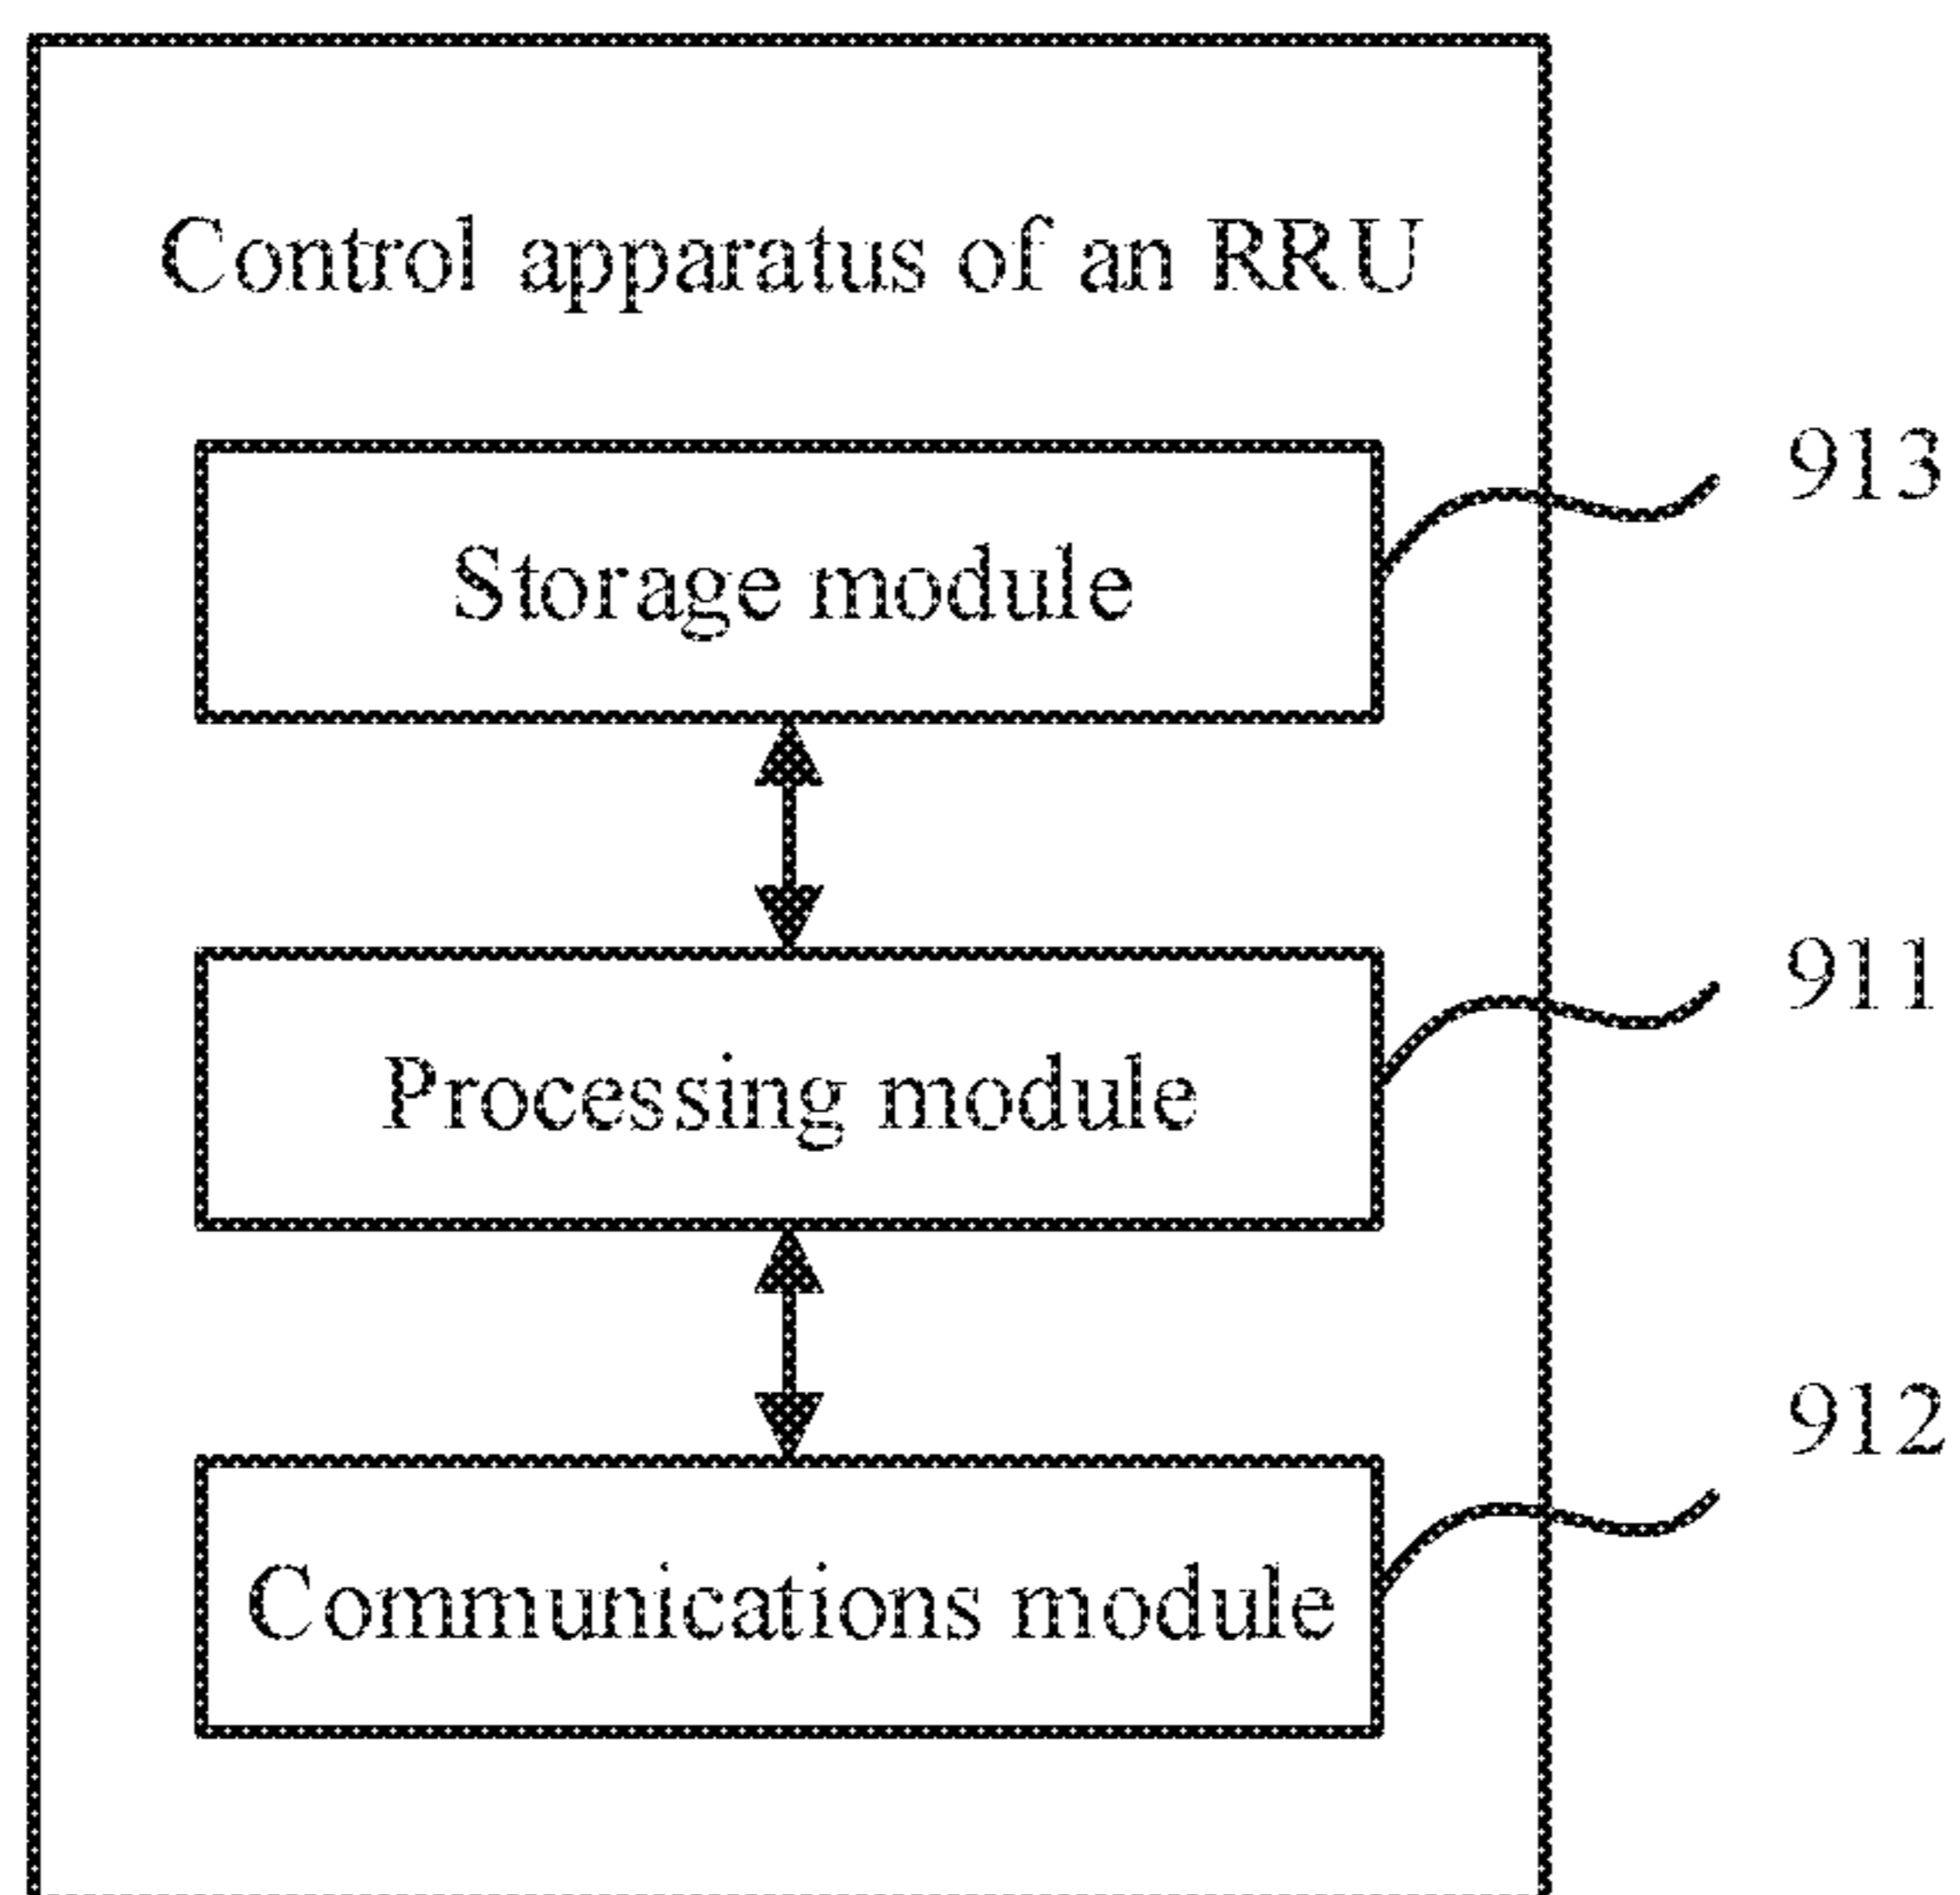 Control apparatus of an RRU
913
Storage module
911
Processing module
912
Communications module